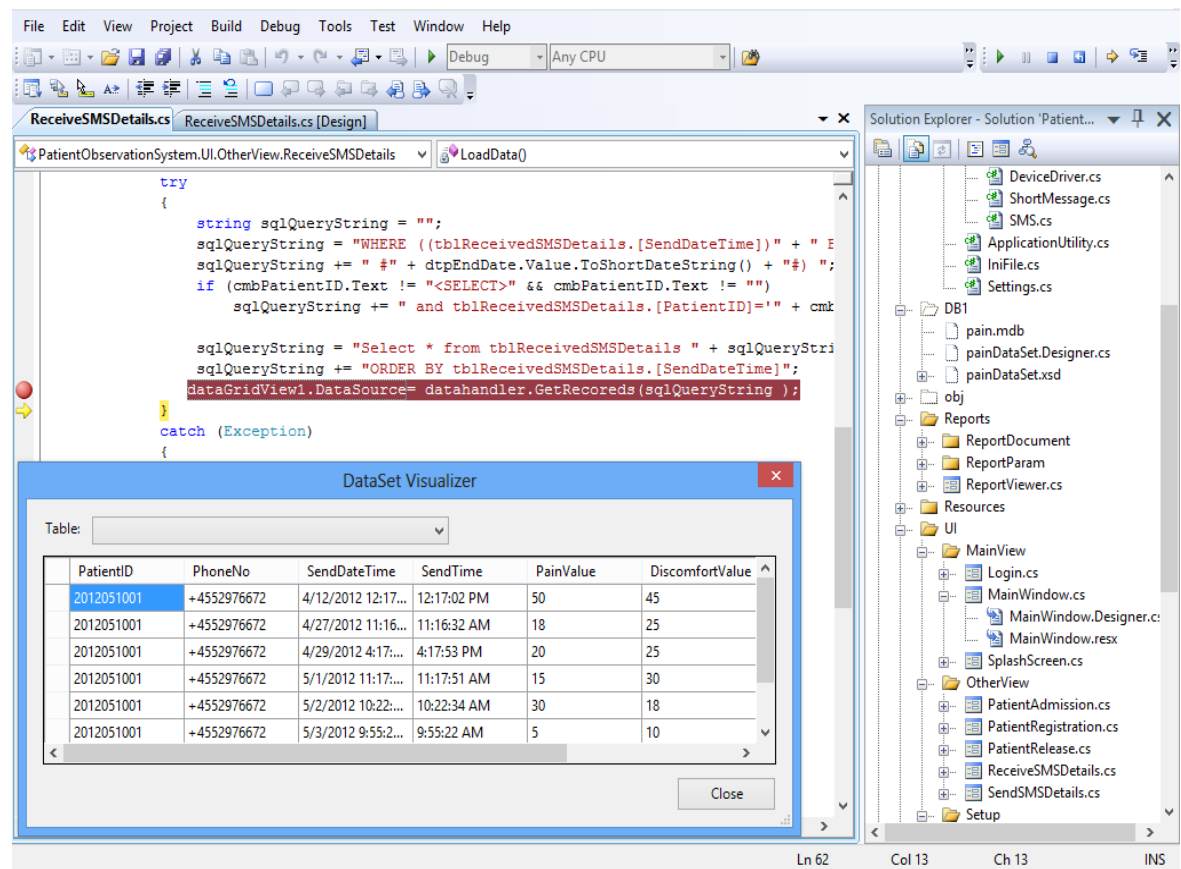 File Edit View Project Build Debug Tools Test Window Help
Debug Any CPU
ReceiveSMSDetails.cs ReceiveSMSDetails.cs [Design]
PatientObservationSystem.UI.OtherView.ReceiveSMSDetails LoadData()
try
{
string sqlQueryString = "";
sqlQueryString = "WHERE ((tblReceivedSMSDetails.[SendDateTime])" + " B
sqlQueryString += " #" + dtpEndDate.Value.ToShortDateString() + "#) ";
if (cmbPatientID.Text != "<SELECT>" && cmbPatientID.Text != "")
sqlQueryString += " and tblReceivedSMSDetails.[PatientID]='" + cmb
sqlQueryString = "Select * from tblReceivedSMSDetails " + sqlQueryStri
sqlQueryString += "ORDER BY tblReceivedSMSDetails.[SendDateTime]";
dataGridView1.DataSource= datahandler.GetRecoreds(sqlQueryString );
}
catch (Exception)
{
DataSet Visualizer
Table:
PatientID PhoneNo SendDateTime SendTime PainValue DiscomfortValue
2012051001 +4552976672 4/12/2012 12:17... 12:17:02 PM 50 45
2012051001 +4552976672 4/27/2012 11:16... 11:16:32 AM 18 25
2012051001 +4552976672 4/29/2012 4:17:... 4:17:53 PM 20 25
2012051001 +4552976672 5/1/2012 11:17:... 11:17:51 AM 15 30
2012051001 +4552976672 5/2/2012 10:22:... 10:22:34 AM 30 18
2012051001 +4552976672 5/3/2012 9:55:2... 9:55:22 AM 5 10
Close
Solution Explorer - Solution 'Patient...
DeviceDriver.cs
ShortMessage.cs
SMS.cs
ApplicationUtility.cs
IniFile.cs
Settings.cs
DB1
pain.mdb
painDataSet.Designer.cs
painDataSet.xsd
obj
Reports
ReportDocument
ReportParam
ReportViewer.cs
Resources
UI
MainView
Login.cs
MainWindow.cs
MainWindow.Designer.c
MainWindow.resx
SplashScreen.cs
OtherView
PatientAdmission.cs
PatientRegistration.cs
PatientRelease.cs
ReceiveSMSDetails.cs
SendSMSDetails.cs
Setup
Ln 62 Col 13 Ch 13 INS